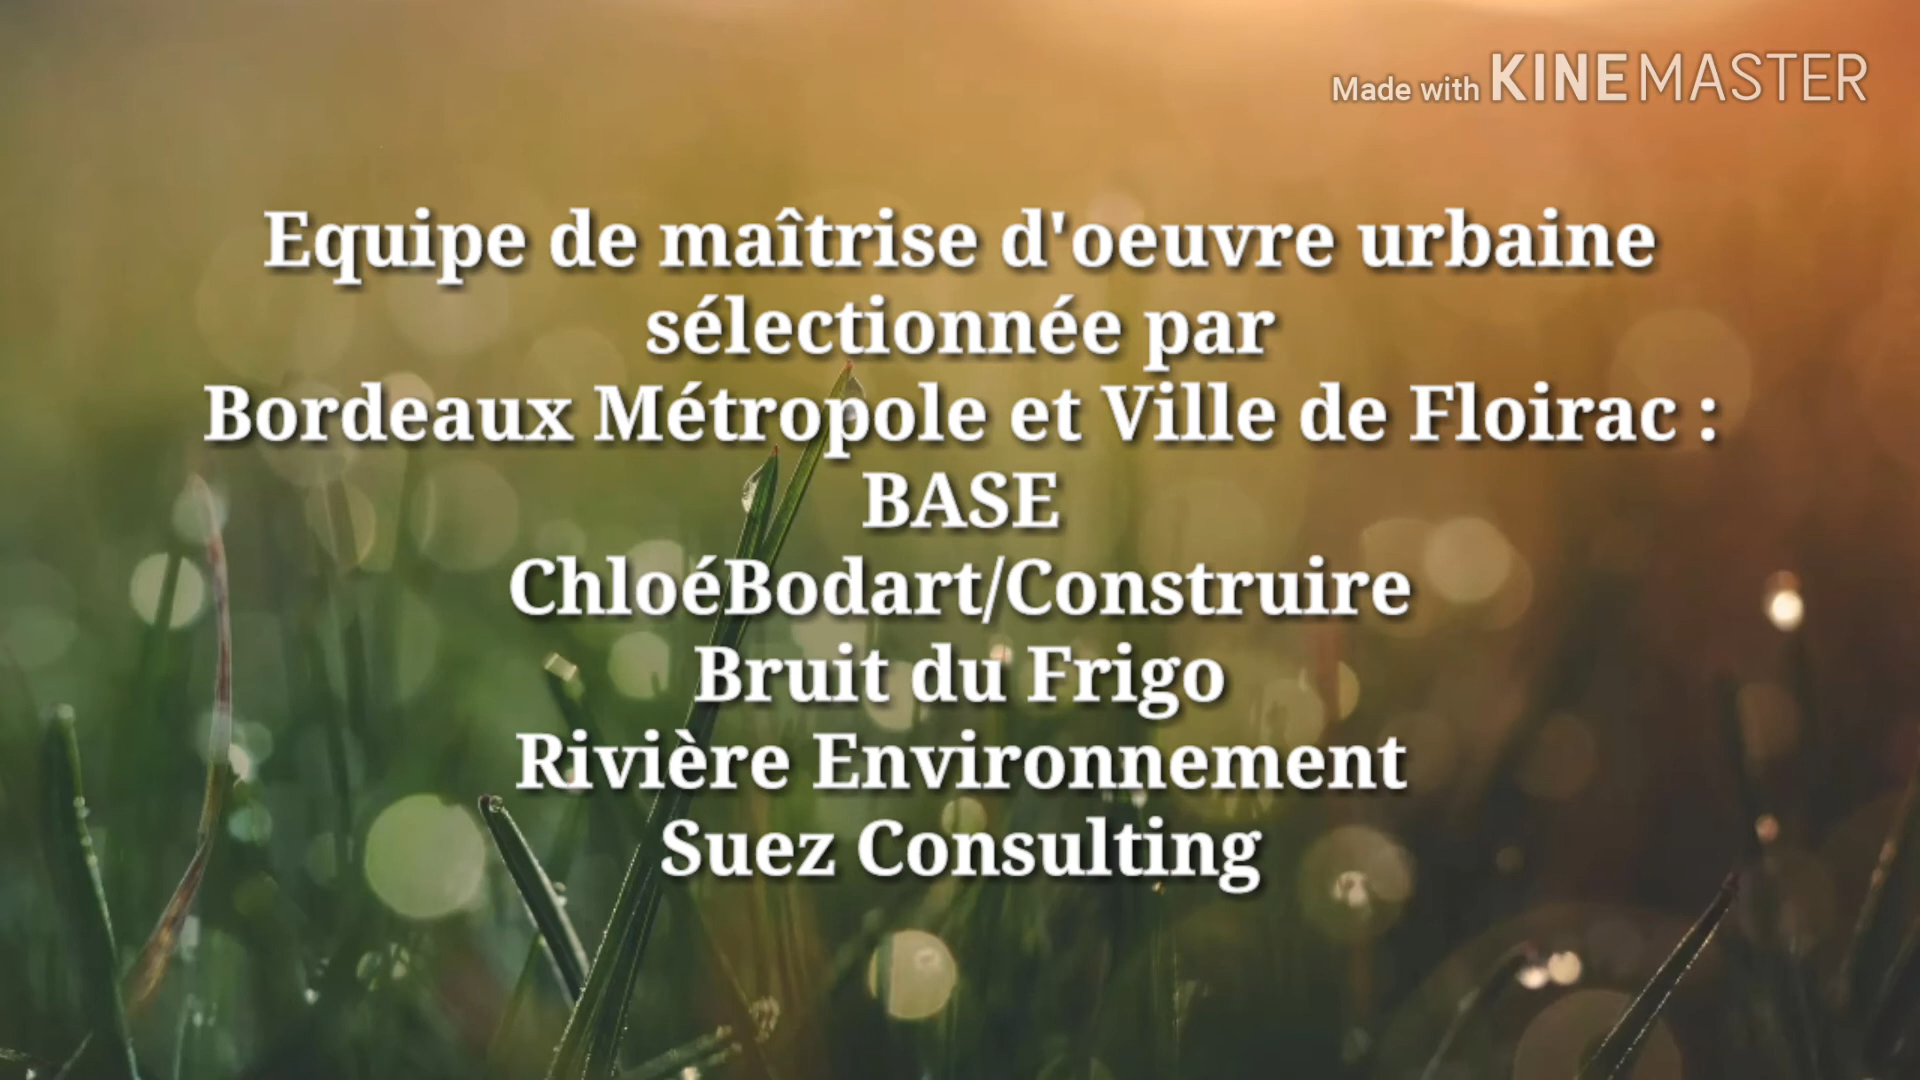 Made with KINEMASTER
Equipe de maîtrise d'oeuvre urbaine
sélectionnée par
Bordeaux Métropole et Ville de Floirac :
BASE
ChloéBodart/Construire
Bruit du Frigo
Rivière Environnement
Suez Consulting